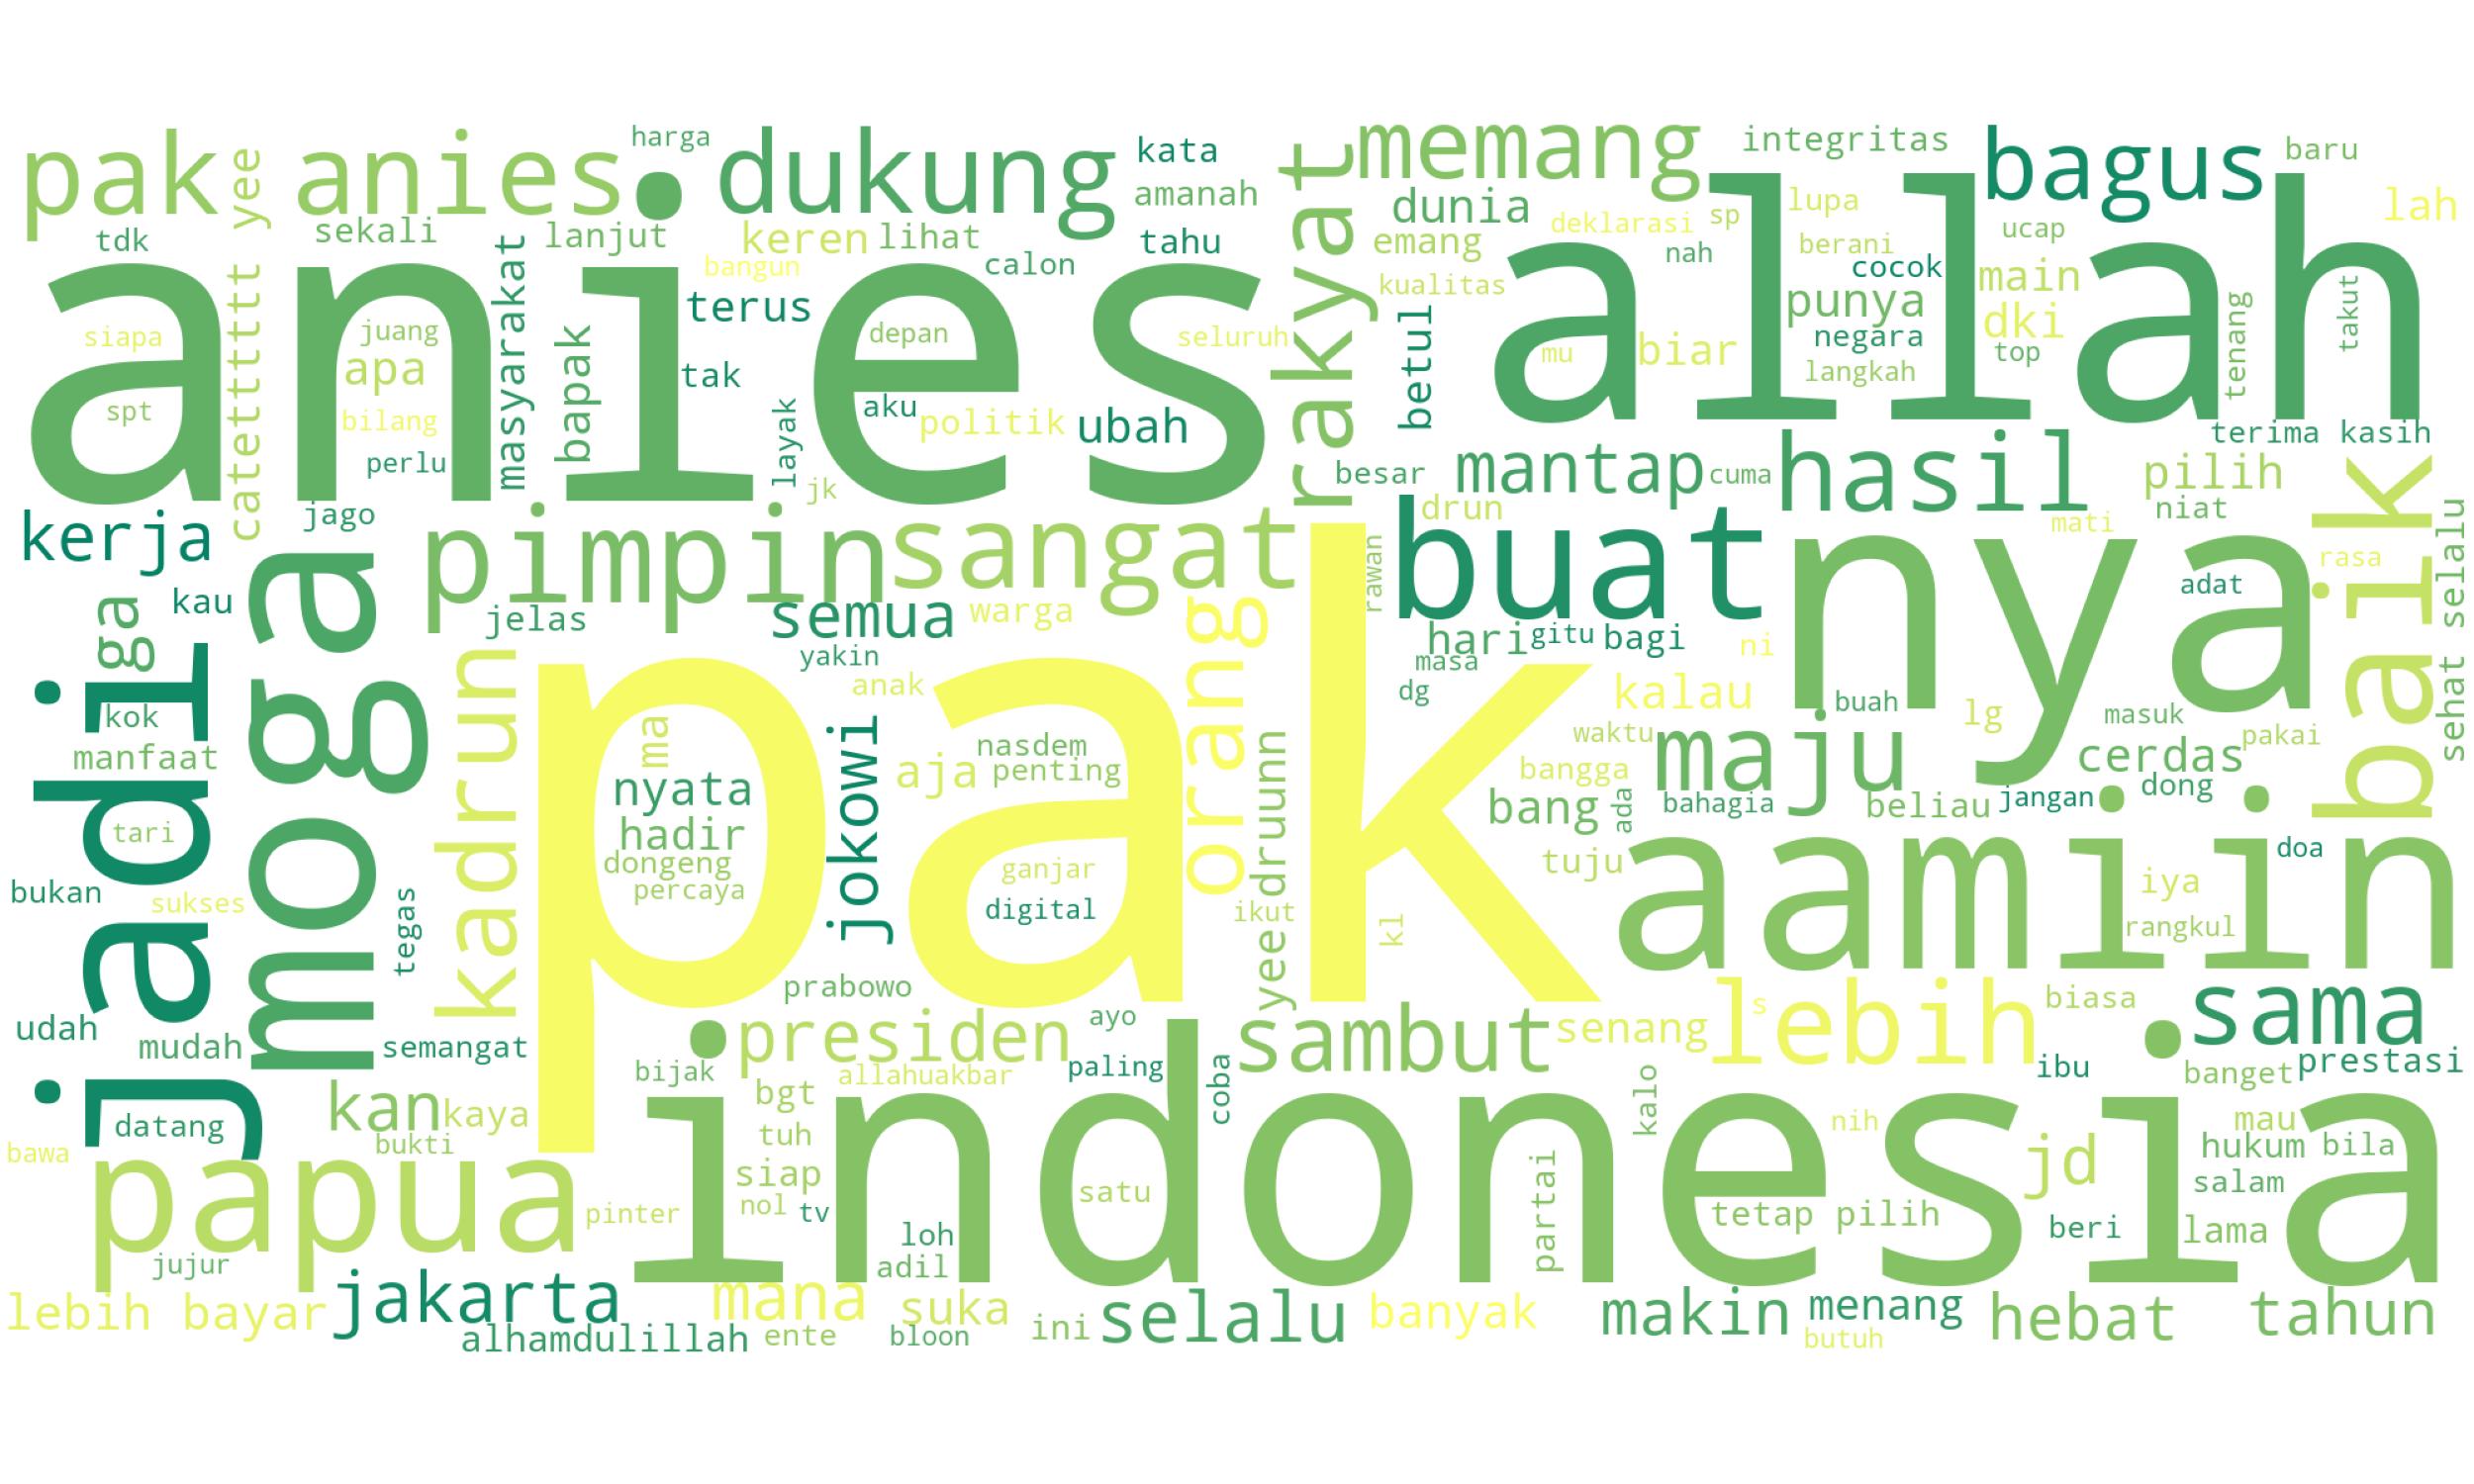 harga
pak anies
dukung
kata
memang
integritas
bagus
baru
yee
catettttttt
amanah
rakyat
dunia
deklarasi
sp
lupa
lah
tdk
sekali
lanjut
keren
lihat
tahu
emang
nah
berani
ucap
masyarakat
bangun
calon
kualitas
cocok
main
anies
allah
siapa
juang
bapak
terus
depan
seluruh
betul
mu
biar
punya
negara
langkah
dki
top
tenang
takut
apa
tak
layak
spt
bilang
aku
politik
ubah
terima kasih
perlu
jk
besar
mantap
cuma
hasil
pilih
baik
kerja
jago
pimpin
sangat
drun
buat
nya
mati
niat
sehat selalu
rawan
rasa
adat
moga
ga
kau
jelas
semua
warga
orang
hari
gitu
bagi
ni
jadi
kadrun
yakin
pak
anak
masa
dg
kalau
buah
lg
masuk
kok
ma
jokowi
nasdem
yee druunn
waktu
maju
cerdas
pakai
manfaat
nyata
aja
penting
bangga
ada
bang
bahagia
beliau
jangan
dong
tari
hadir
dongeng
percaya
ganjar
tuju
aamiin
doa
bukan
sukses
tegas
digital
ikut
kl
iya
rangkul
prabowo
udah
mudah
semangat
presiden
ayo
sambut
senang
s
lebih
biasa
sama
bijak
allahuakbar
paling
coba
kalo
ibu
banget
prestasi
datang
kan
kaya
bukti
bgt
tuh
indonesia
nih
mau
bawa
papua
siap
satu
partai
jd
hukum
bila
salam
pinter
nol
tv
tetap pilih
beri
lama
jujur
loh
adil
lebih bayar
jakarta
mana
suka
ini
selalu
banyak
makin
menang
hebat
tahun
alhamdulillah
ente
bloon
butuh